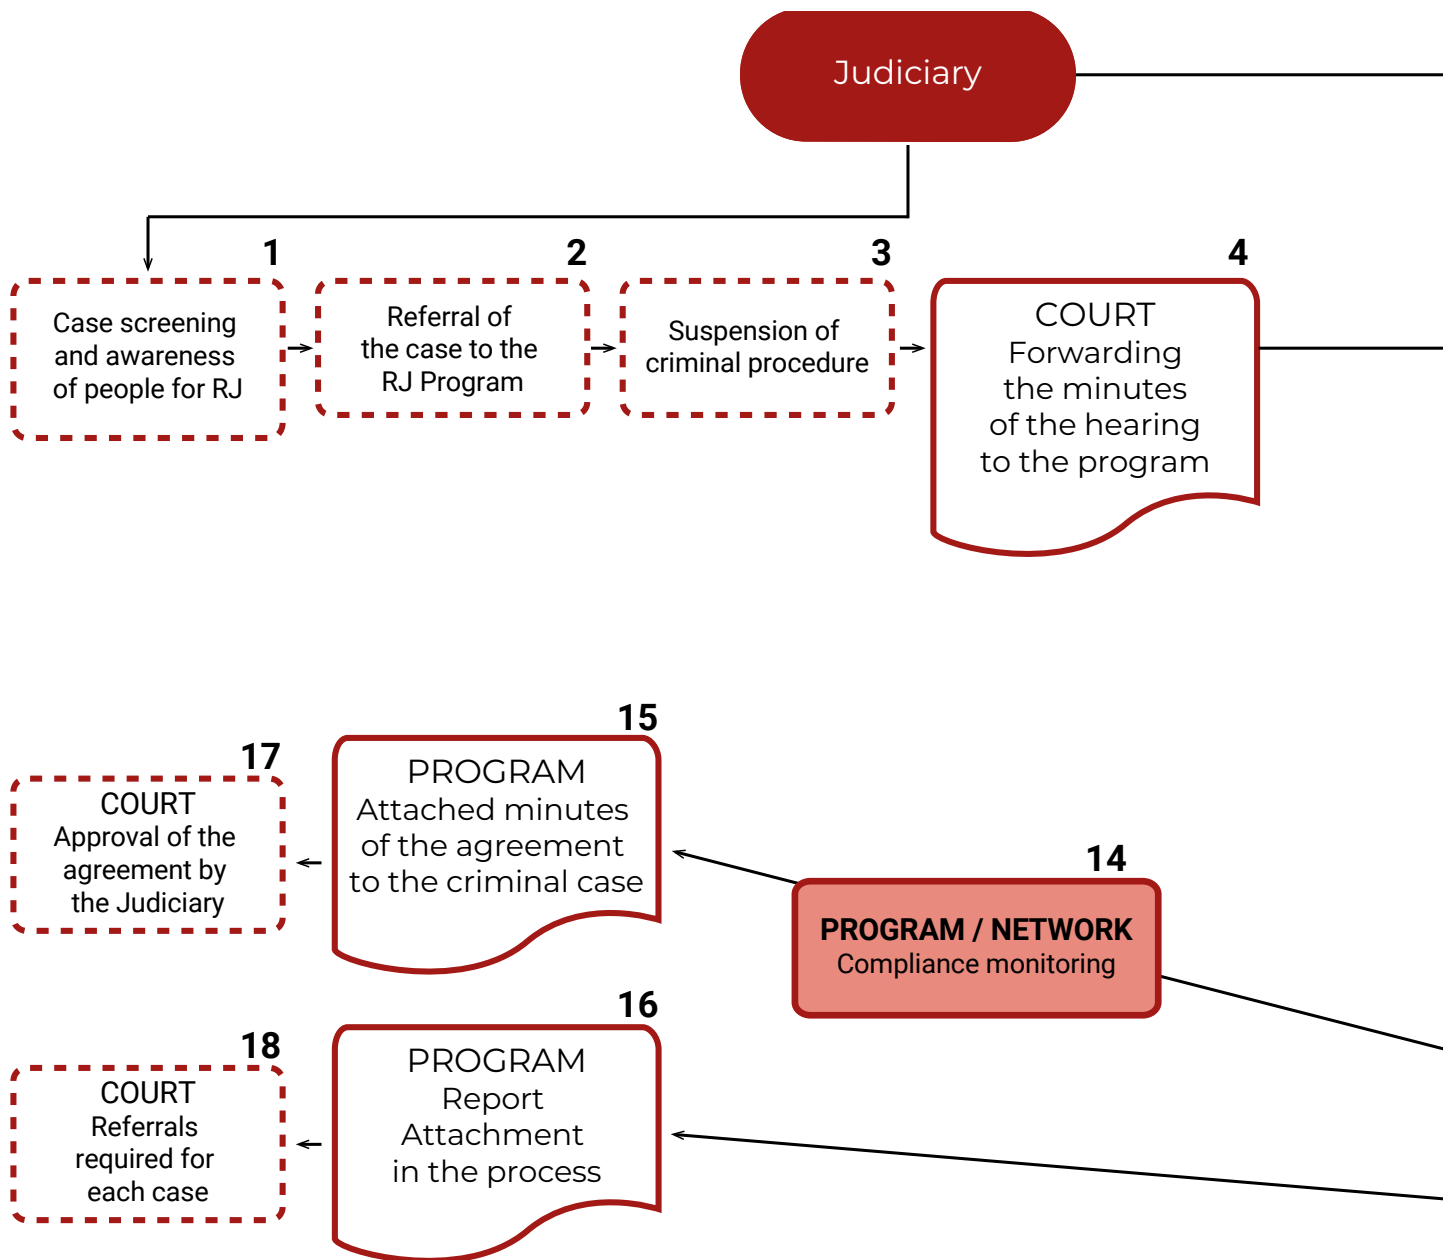 Judiciary
1
Case screening
and awareness
of people for RJ
2
Referral of
the case to the
RJ Program
3
Suspension of
criminal procedure
4
COURT
Forwarding
the minutes
of the hearing
to the program
14
PROGRAM / NETWORK
Compliance monitoring
15
PROGRAM
Attached minutes
of the agreement
to the criminal case
17
COURT
Approval of the
agreement by
the Judiciary
16
PROGRAM
Report
Attachment
in the process
18
COURT
Referrals
required for
each case